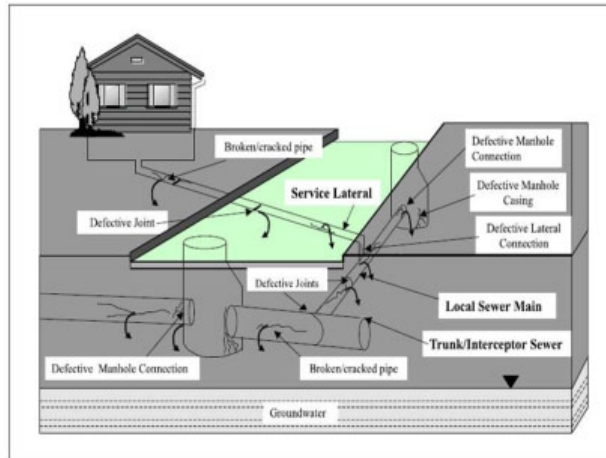 Broken/cracked pipe
Defective Manhole
Connection
Service Lateral
Defective Manhole
Casing
Defective Joint
Defective Lateral
Connection
Defective Joints
Local Sewer Main
Trunk/Interceptor Sewer
Defective Manhole Connection
Broken/cracked pipe
Groundwater